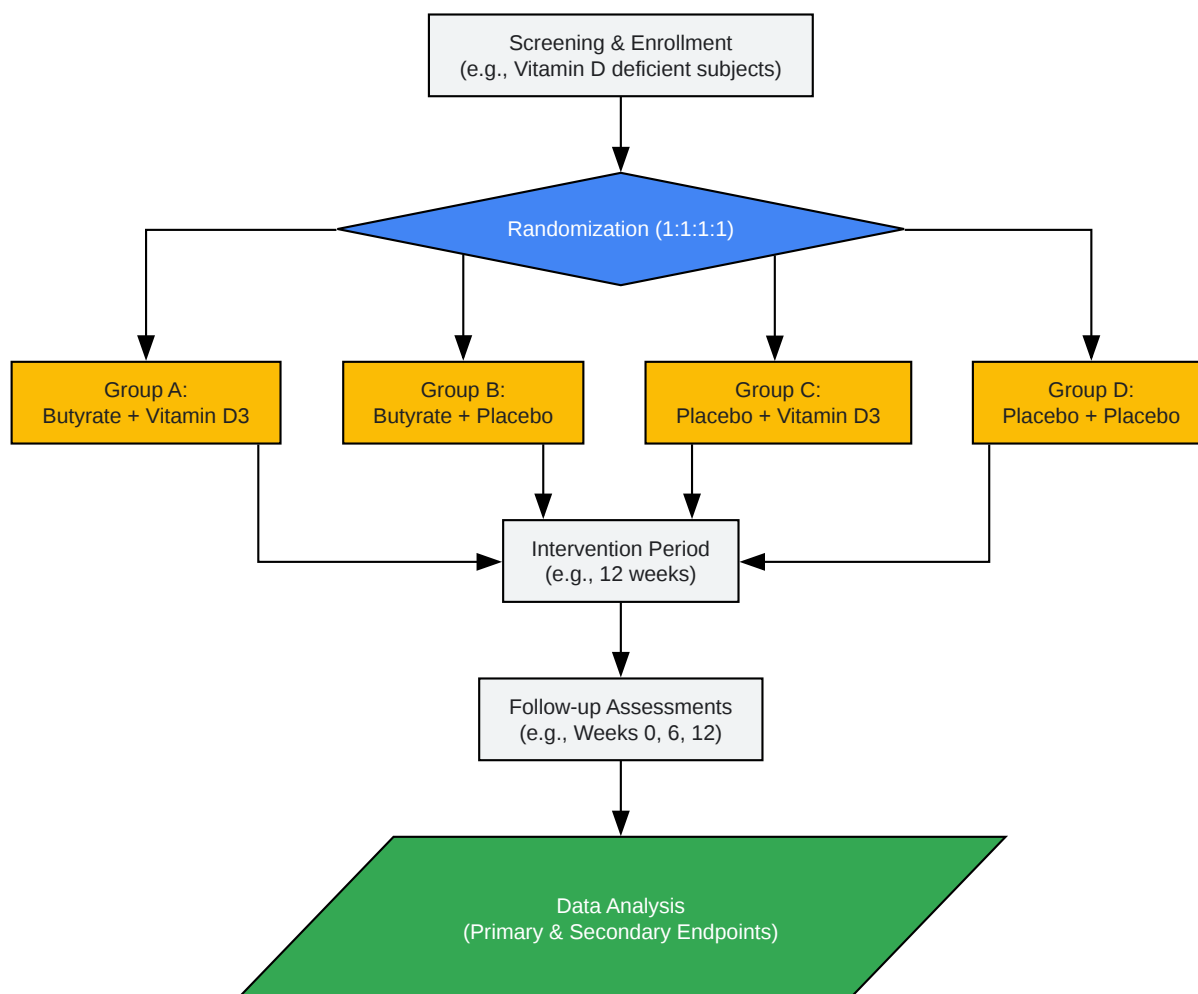 Screening & Enrollment
(e.g., Vitamin D deficient subjects)
Randomization (1:1:1:1)
Group A:
Butyrate + Vitamin D3
Group B:
Butyrate + Placebo
Group C:
Placebo + Vitamin D3
Group D:
Placebo + Placebo
Intervention Period
(e.g., 12 weeks)
Follow-up Assessments
(e.g., Weeks 0, 6, 12)
Data Analysis
(Primary & Secondary Endpoints)